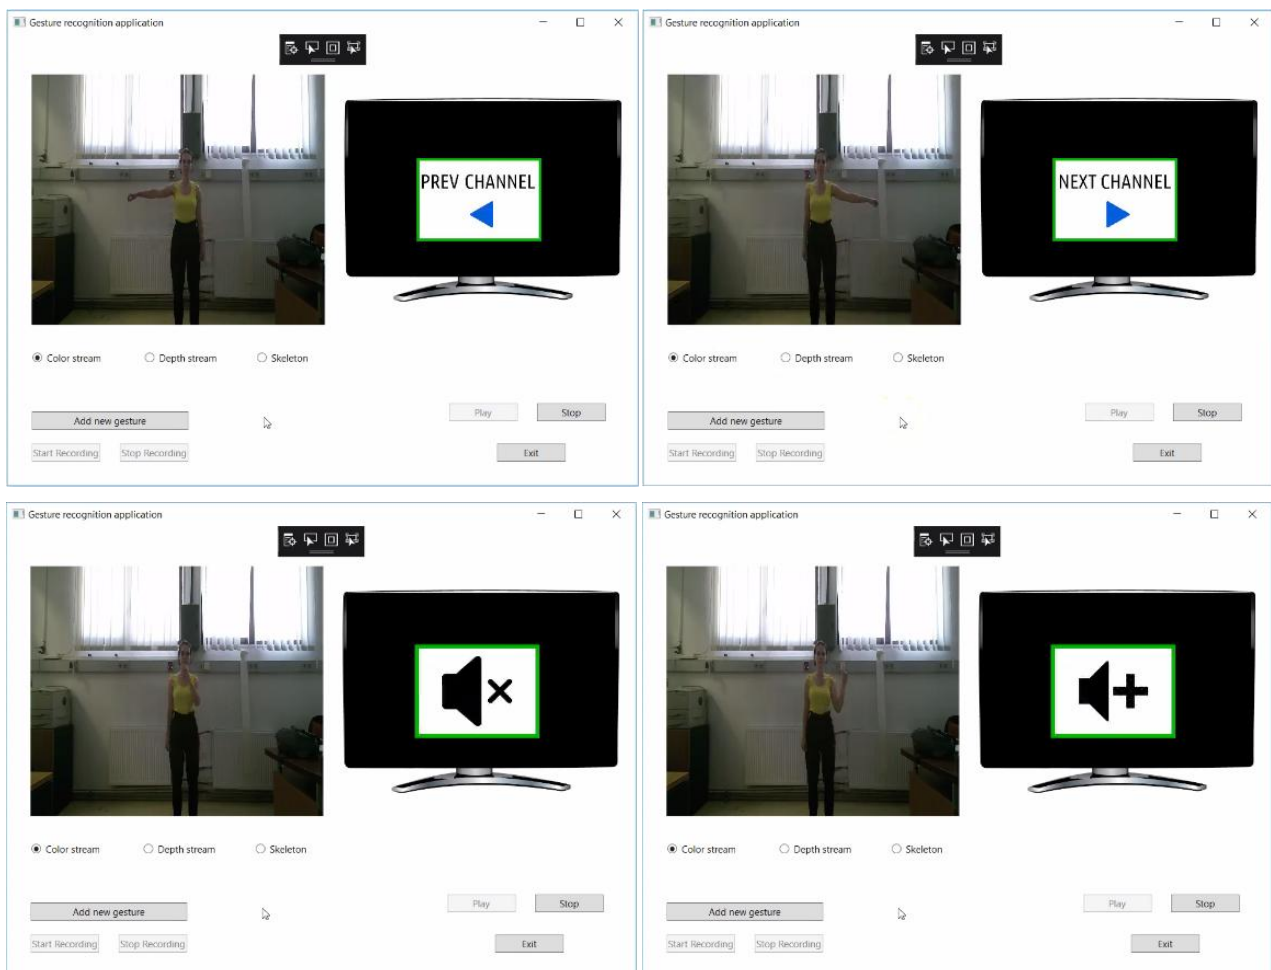 Gesture recognition application
PREV CHANNEL
Color stream Depth stream Skeleton
Add new gesture Play Stop
Start Recording Stop Recording Exit
Gesture recognition application
NEXT CHANNEL
Color stream Depth stream Skeleton
Add new gesture Play Stop
Start Recording Stop Recording Exit
Gesture recognition application
Color stream Depth stream Skeleton
Add new gesture Play Stop
Start Recording Stop Recording Exit
Gesture recognition application
Color stream Depth stream Skeleton
Add new gesture Play Stop
Start Recording Stop Recording Exit